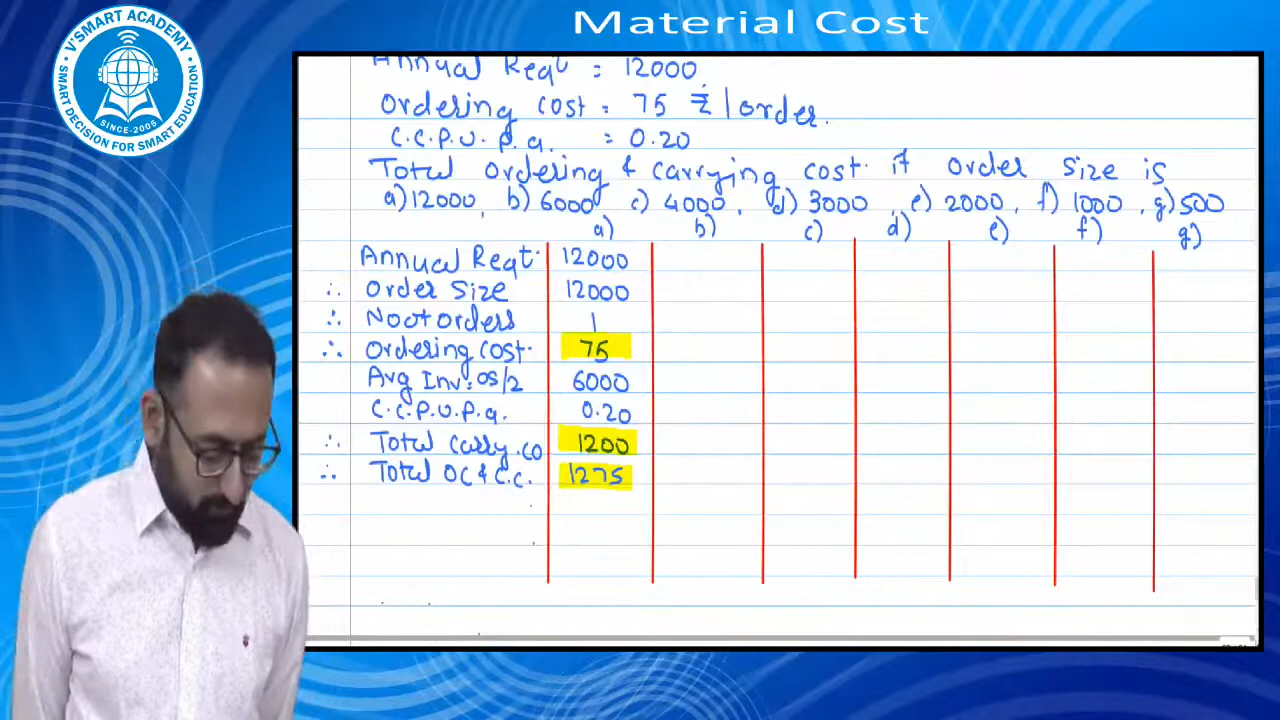 Material Cost
V'SMART ACADEMY
SINCE-2005
SMART DECISION FOR SMART EDUCATION
Annual Reqt = 12000
Ordering cost = 75 ₹ / order.
C.C.P.U. p.a. = 0.20
Total ordering & carrying cost if order size is
a) 12000, b) 6000 c) 4000, d) 3000, e) 2000, f) 1000, g) 500
a) b) c) d) e) f) g)
Annual Reqt. 12000
∴ Order Size 12000
∴ No of orders 1
∴ Ordering cost. 75
Avg Inv. OS/2 6000
C.C.P.U.P.a. 0.20
∴ Total Carry. co 1200
∴ Total OC & C.C. 1275